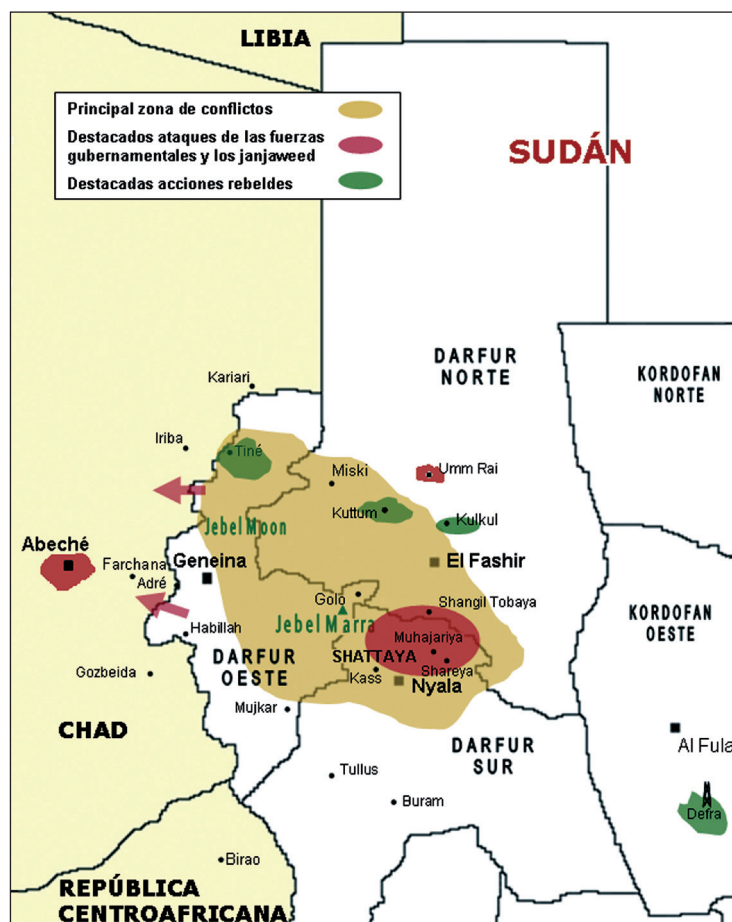 LIBIA
Principal zona de conflictos
Destacados ataques de las fuerzas
gubernamentales y los janjaweed
Destacadas acciones rebeldes
SUDÁN
DARFUR
NORTE
KORDOFAN
NORTE
Kariari
Iriba
Tiné
Miski
Umm Rai
Kuttum
Kulkul
Jebel Moon
Abeché
Farchana
Adré
Geneina
El Fashir
Golo
Shangil Tobaya
Jebel Marra
Habillah
Muhajariya
SHATTAYA
Shareya
KORDOFAN
OESTE
DARFUR
OESTE
Gozbeida
Kass
Nyala
Mujkar
CHAD
DARFUR
SUR
Al Fula
Tullus
Buram
Defra
Birao
REPÚBLICA
CENTROAFRICANA